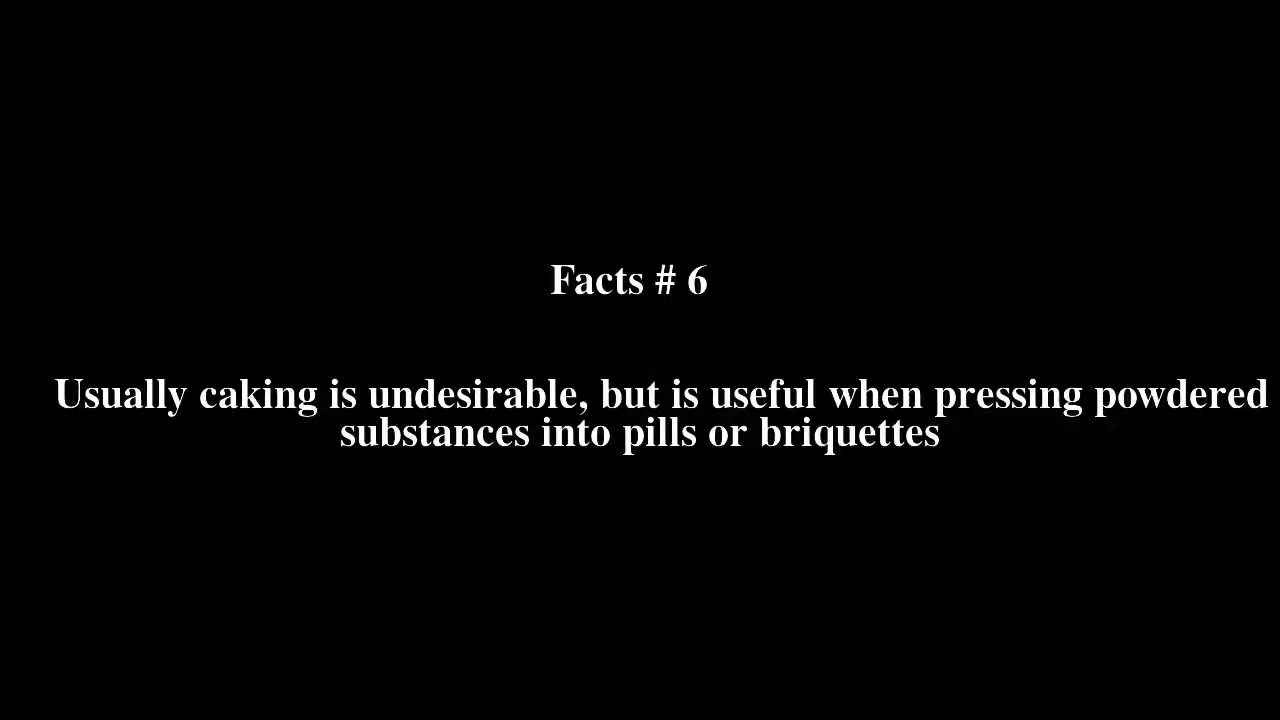 Facts # 6
Usually caking is undesirable, but is useful when pressing powdered
substances into pills or briquettes